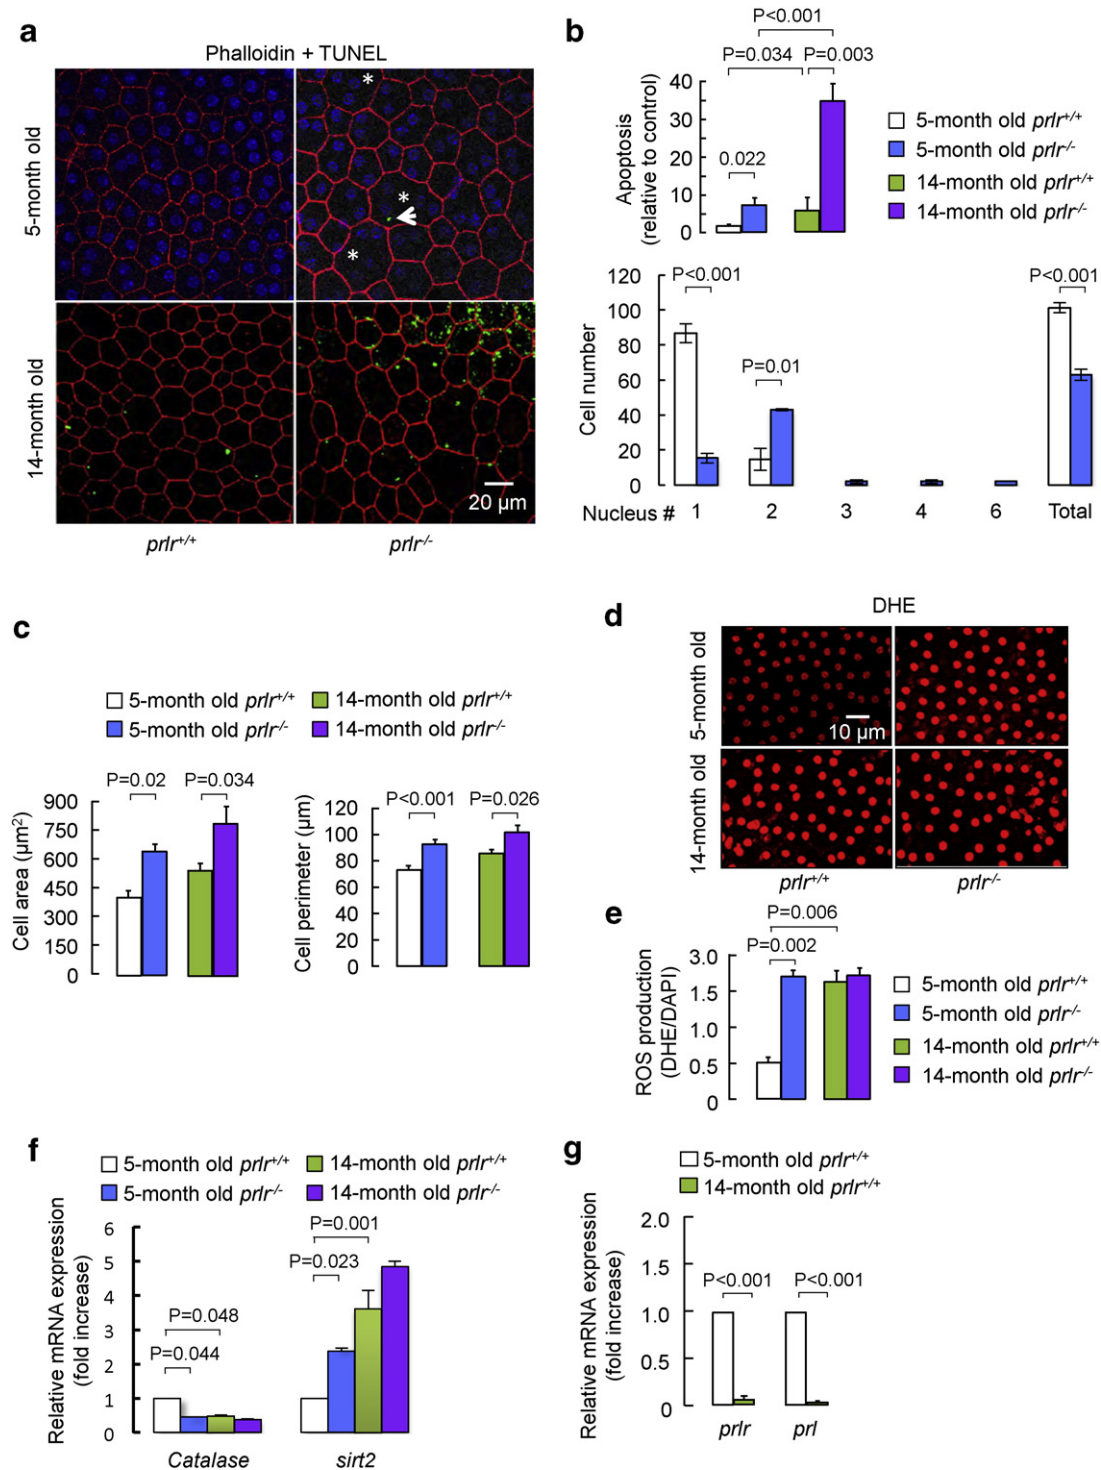 a
Phalloidin + TUNEL
5-month old
14-month old
*
*
*
20 µm
prlr+/+
prlr-/-
b
P<0.001
P=0.034
P=0.003
0.022
Apoptosis
(relative to control)
40
30
20
10
5
0
5-month old prlr+/+
5-month old prlr-/-
14-month old prlr+/+
14-month old prlr-/-
Cell number
120
100
80
60
40
20
0
P<0.001
P=0.01
P<0.001
Nucleus # 1 2 3 4 6 Total
c
5-month old prlr+/+
14-month old prlr+/+
5-month old prlr-/-
14-month old prlr-/-
P=0.02
P=0.034
Cell area (µm2)
900
750
600
450
300
150
0
P<0.001
P=0.026
Cell perimeter (µm)
120
100
80
60
40
20
0
d
DHE
5-month old
14-month old
10 µm
prlr+/+
prlr-/-
e
P=0.006
P=0.002
ROS production
(DHE/DAPI)
3.0
1.5
1.0
0.5
0
5-month old prlr+/+
5-month old prlr-/-
14-month old prlr+/+
14-month old prlr-/-
f
5-month old prlr+/+
14-month old prlr+/+
5-month old prlr-/-
14-month old prlr-/-
Relative mRNA expression
(fold increase)
6
5
4
3
2
1
0
P=0.001
P=0.023
P=0.048
P=0.044
Catalase
sirt2
g
5-month old prlr+/+
14-month old prlr+/+
Relative mRNA expression
(fold increase)
2.0
1.5
1.0
0.5
0
P<0.001
P<0.001
prlr
prl